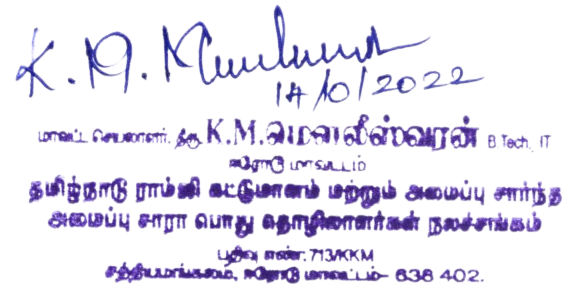 K. M.
14/10/2022
மாவட்ட செயலாளர். திரு K.M.மௌலீஸ்வரன் B.Tech., IT
ஈரோடு மாவட்டம்
தமிழ்நாடு ராம்ஜி கட்டுமானம் மற்றும் அமைப்பு சார்ந்த
அமைப்பு சாரா பொது தொழிலாளர்கள் நலச்சங்கம்
பதிவு எண்: 713/KKM
சத்தியமங்கலம், ஈரோடு மாவட்டம்- 638 402.